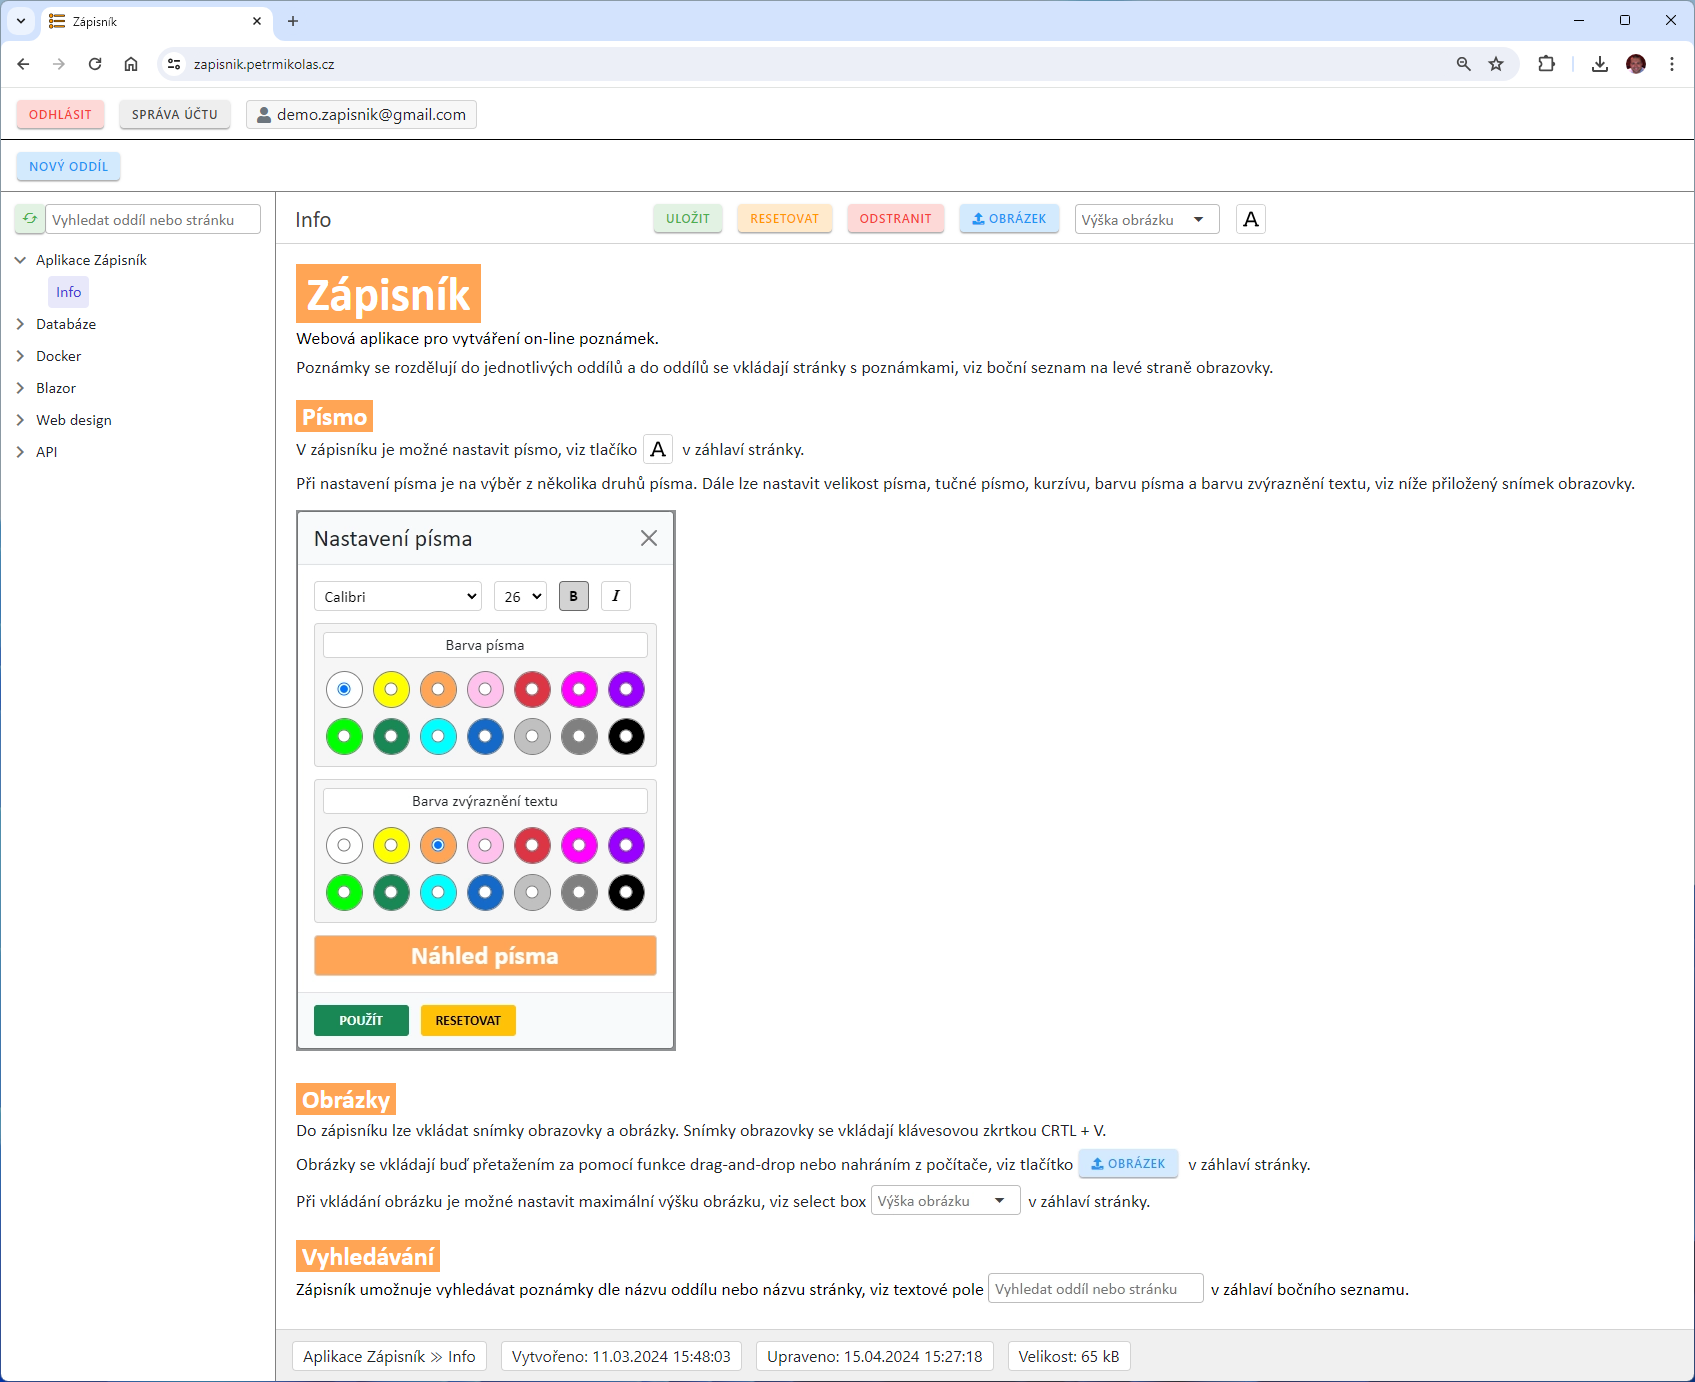 Zápisník
zapisnik.petrmikolas.cz
ODHLÁSIT SPRÁVA ÚČTU demo.zapisnik@gmail.com
NOVÝ ODDÍL
Vyhledat oddíl nebo stránku
Aplikace Zápisník
Info
Databáze
Docker
Blazor
Web design
API
Info ULOŽIT RESETOVAT ODSTRANIT OBRÁZEK Výška obrázku A
Zápisník
Webová aplikace pro vytváření on-line poznámek.
Poznámky se rozdělují do jednotlivých oddílů a do oddílů se vkládají stránky s poznámkami, viz boční seznam na levé straně obrazovky.
Písmo
V zápisníku je možné nastavit písmo, viz tlačíko A v záhlaví stránky.
Při nastavení písma je na výběr z několika druhů písma. Dále lze nastavit velikost písma, tučné písmo, kurzívu, barvu písma a barvu zvýraznění textu, viz níže přiložený snímek obrazovky.
Nastavení písma
Calibri 26 B I
Barva písma
Barva zvýraznění textu
Náhled písma
POUŽÍT RESETOVAT
Obrázky
Do zápisníku lze vkládat snímky obrazovky a obrázky. Snímky obrazovky se vkládají klávesovou zkrtkou CRTL + V.
Obrázky se vkládají buď přetažením za pomocí funkce drag-and-drop nebo nahráním z počítače, viz tlačítko OBRÁZEK v záhlaví stránky.
Při vkládání obrázku je možné nastavit maximální výšku obrázku, viz select box Výška obrázku v záhlaví stránky.
Vyhledávání
Zápisník umožnuje vyhledávat poznámky dle názvu oddílu nebo názvu stránky, viz textové pole Vyhledat oddíl nebo stránku v záhlaví bočního seznamu.
Aplikace Zápisník » Info Vytvořeno: 11.03.2024 15:48:03 Upraveno: 15.04.2024 15:27:18 Velikost: 65 kB